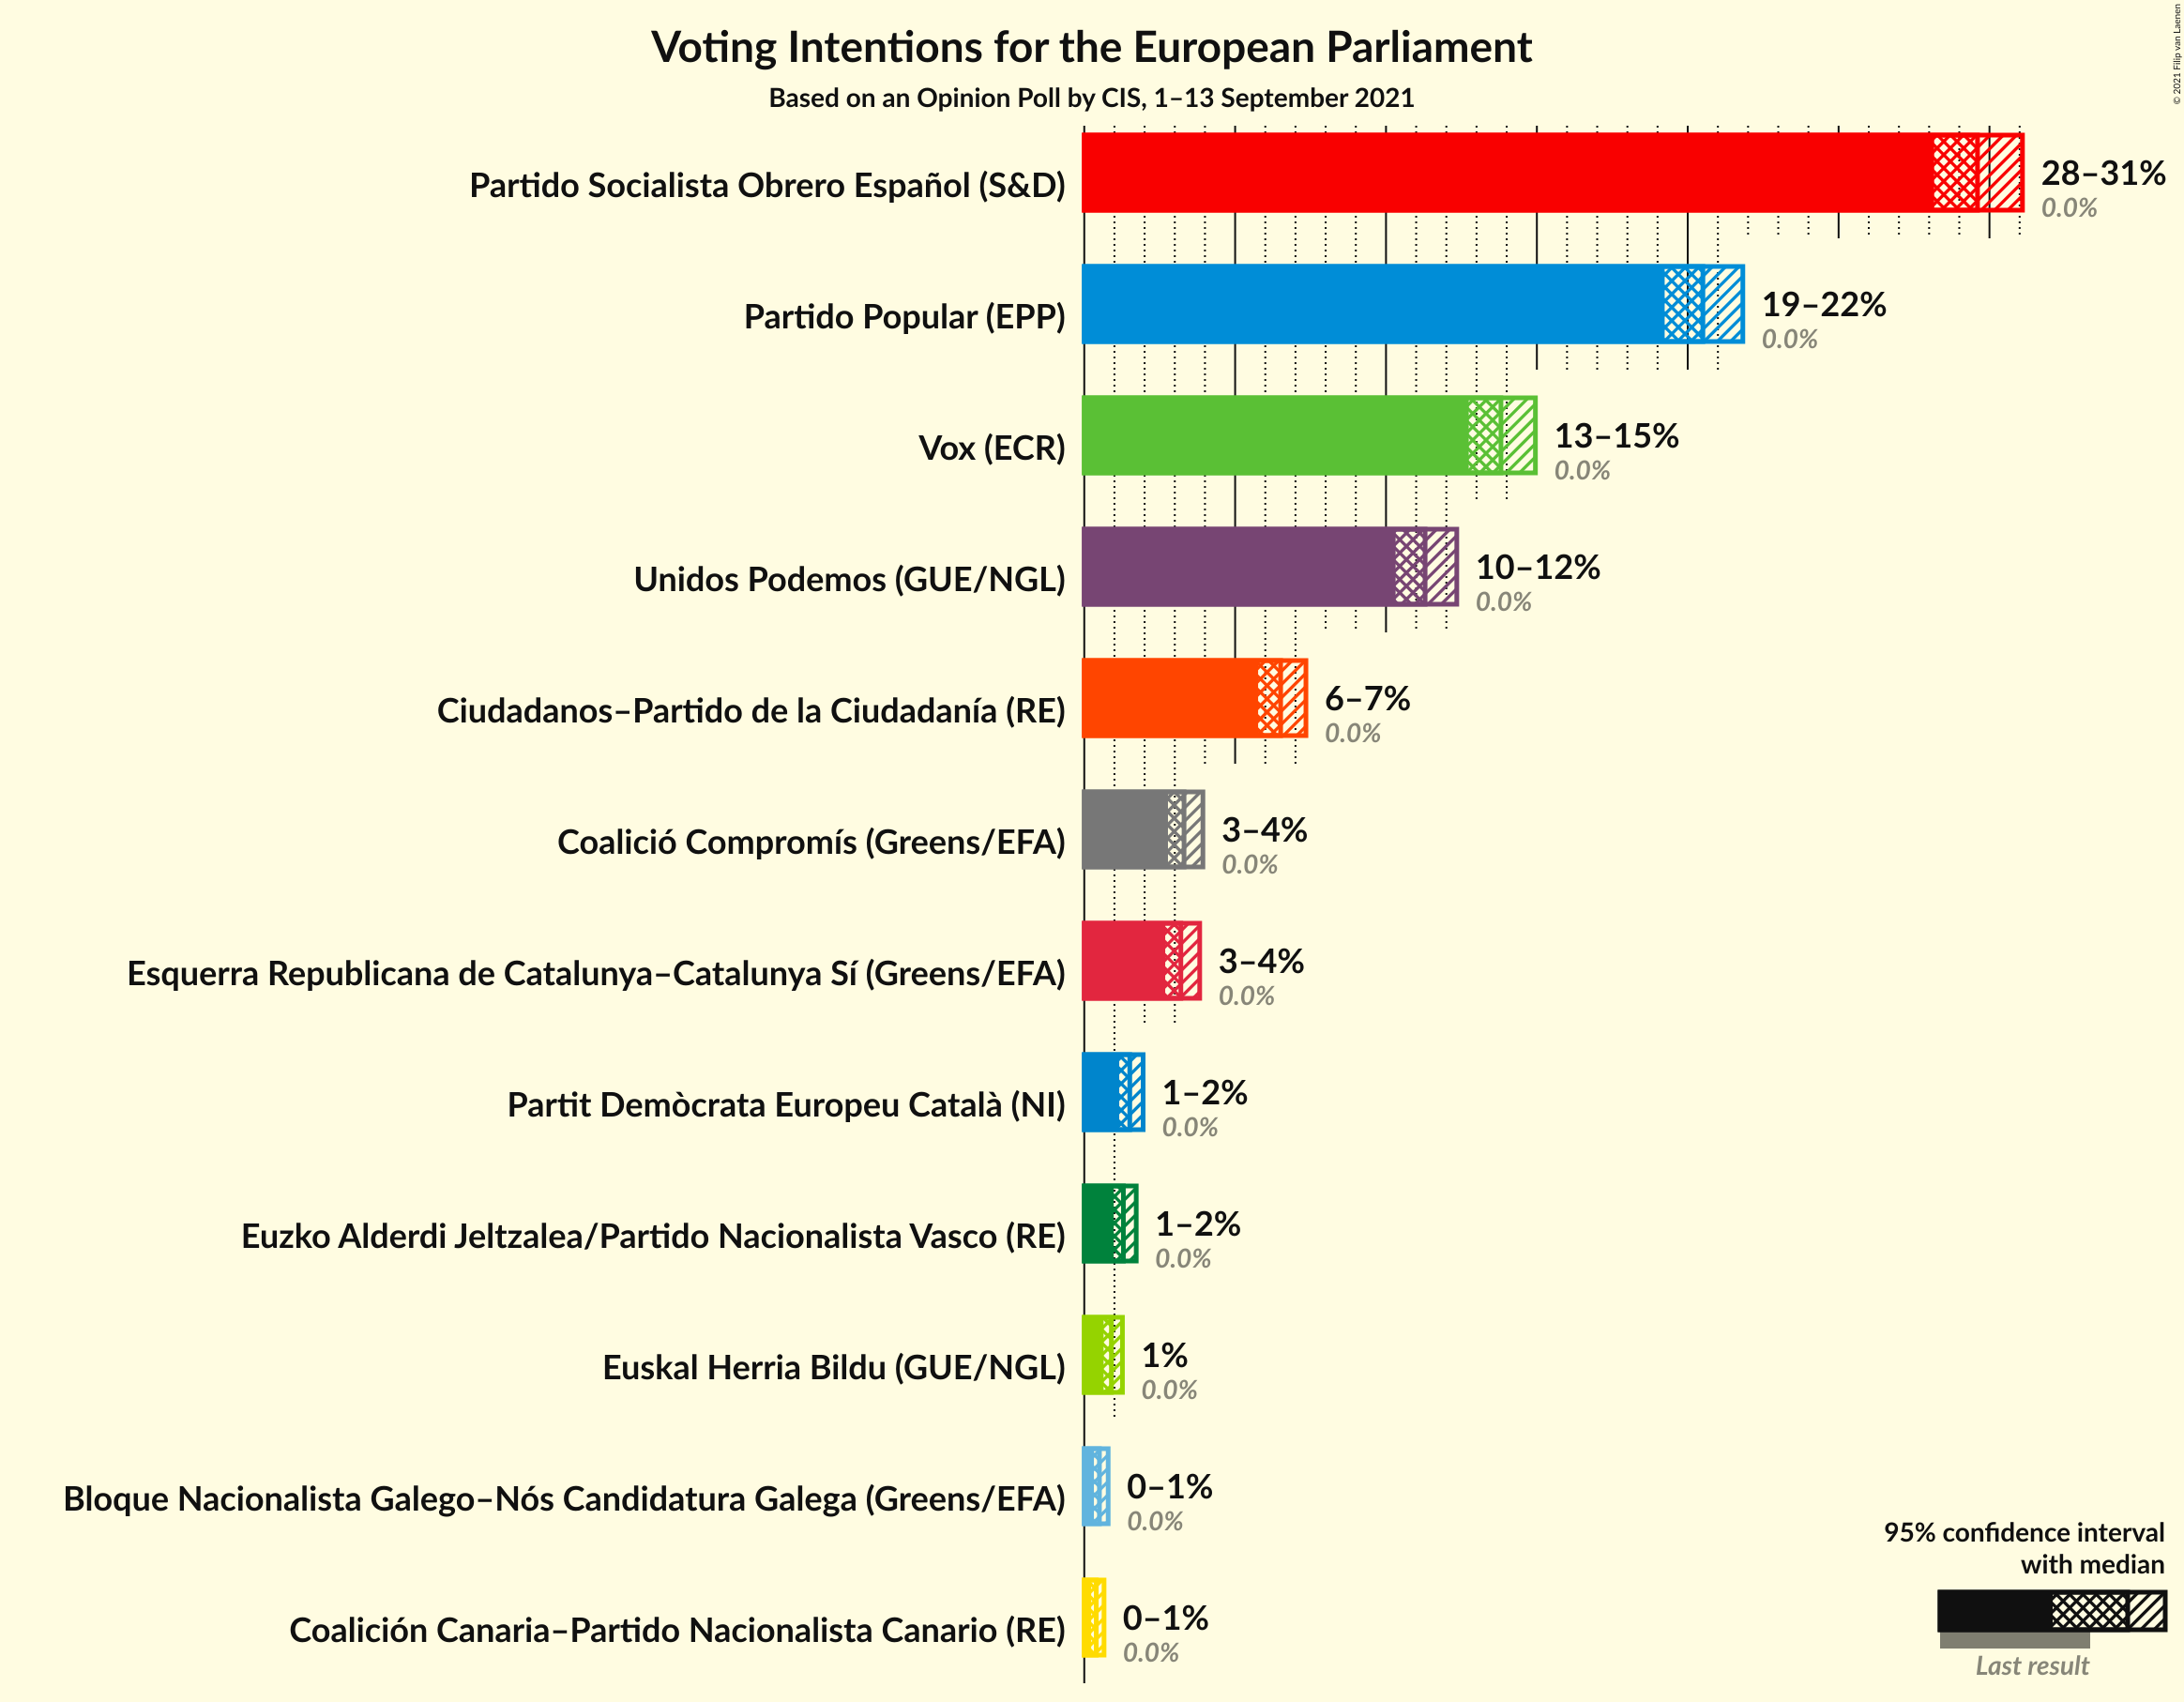 Voting Intentions for the European Parliament
Based on an Opinion Poll by CIS, 1–13 September 2021
© 2021 Filip van Laenen
Partido Socialista Obrero Español (S&D)
28–31%
0.0%
Partido Popular (EPP)
19–22%
0.0%
Vox (ECR)
13–15%
0.0%
Unidos Podemos (GUE/NGL)
10–12%
0.0%
Ciudadanos–Partido de la Ciudadanía (RE)
6–7%
0.0%
Coalició Compromís (Greens/EFA)
3–4%
0.0%
Esquerra Republicana de Catalunya–Catalunya Sí (Greens/EFA)
3–4%
0.0%
Partit Demòcrata Europeu Català (NI)
1–2%
0.0%
Euzko Alderdi Jeltzalea/Partido Nacionalista Vasco (RE)
1–2%
0.0%
Euskal Herria Bildu (GUE/NGL)
1%
0.0%
Bloque Nacionalista Galego–Nós Candidatura Galega (Greens/EFA)
0–1%
0.0%
Coalición Canaria–Partido Nacionalista Canario (RE)
0–1%
0.0%
95% confidence interval
with median
Last result